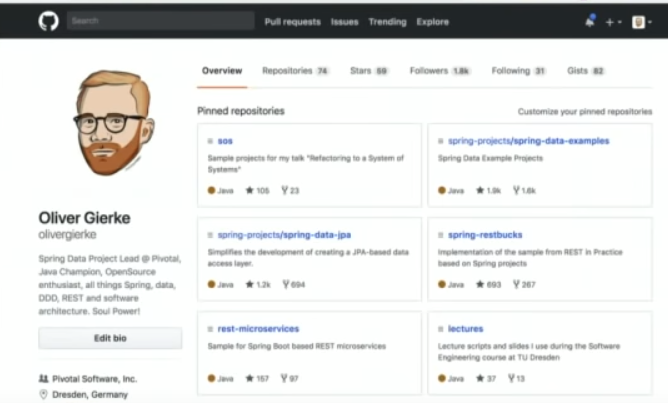 Search
Pull requests Issues Trending Explore
Overview Repositories 74 Stars 59 Followers 1.8k Following 31 Gists 82
Pinned repositories
Customize your pinned repositories
sos
Sample projects for my talk "Refactoring to a System of
Systems"
Java 105 23
spring-projects/spring-data-examples
Spring Data Example Projects
Java 1.9k 1.6k
Oliver Gierke
olivergierke
Spring Data Project Lead @ Pivotal,
Java Champion, OpenSource
enthusiast, all things Spring, data,
DDD, REST and software
architecture. Soul Power!
Edit bio
Pivotal Software, Inc.
Dresden, Germany
spring-projects/spring-data-jpa
Simplifies the development of creating a JPA-based data
access layer.
Java 1.2k 694
spring-restbucks
Implementation of the sample from REST in Practice
based on Spring projects
Java 693 267
rest-microservices
Sample for Spring Boot based REST microservices
Java 157 97
lectures
Lecture scripts and slides I use during the Software
Engineering course at TU Dresden
Java 37 13